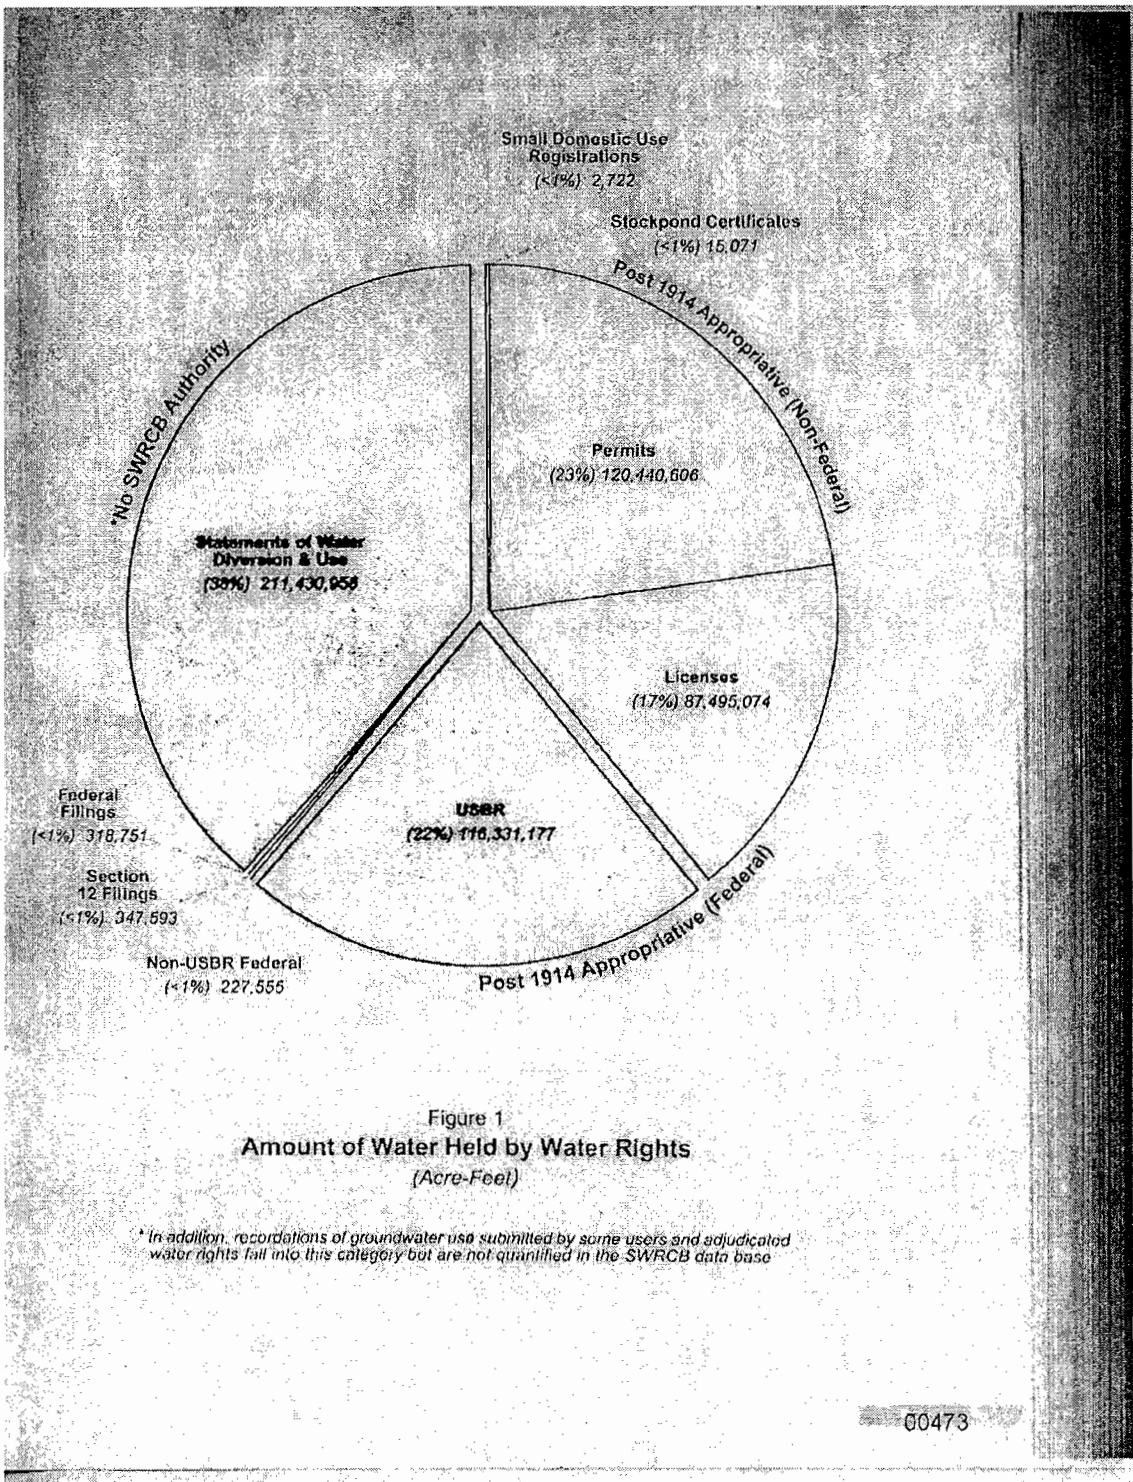 Small Domestic Use
Registrations
(<1%) 2,722
Stockpond Certificates
(<1%) 15,071
Post 1914 Appropriative (Non-Federal)
*No SWRCB Authority
Permits
(23%) 120,440,606
Statements of Water
Diversion & Use
(38%) 211,430,958
Licenses
(17%) 87,495,074
USBR
(22%) 116,331,177
Federal
Filings
(<1%) 318,751
Section
12 Filings
(<1%) 347,593
Non-USBR Federal
(<1%) 227,555
Post 1914 Appropriative (Federal)
Figure 1
Amount of Water Held by Water Rights
(Acre-Feet)
* In addition, recordations of groundwater use submitted by some users and adjudicated
water rights fall into this category but are not quantified in the SWRCB data base
00473